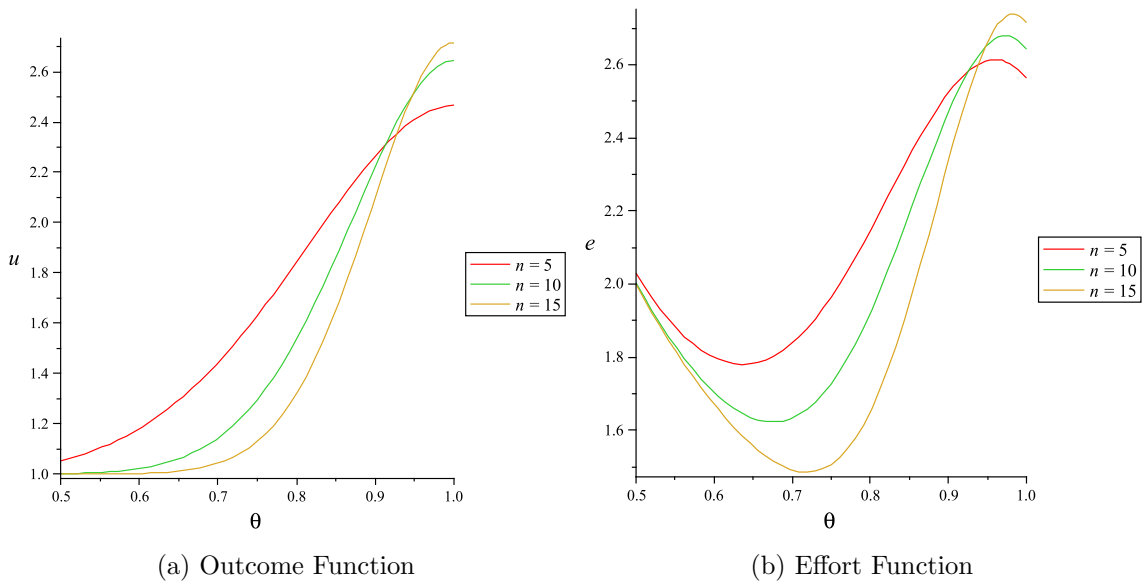 2.6
2.4
2.2
2.0
u
1.8
1.6
1.4
1.2
1.0
0.5 0.6 0.7 0.8 0.9 1.0
θ
n = 5
n = 10
n = 15
(a) Outcome Function
2.6
2.4
2.2
2.0
e
1.8
1.6
0.5 0.6 0.7 0.8 0.9 1.0
θ
n = 5
n = 10
n = 15
(b) Effort Function